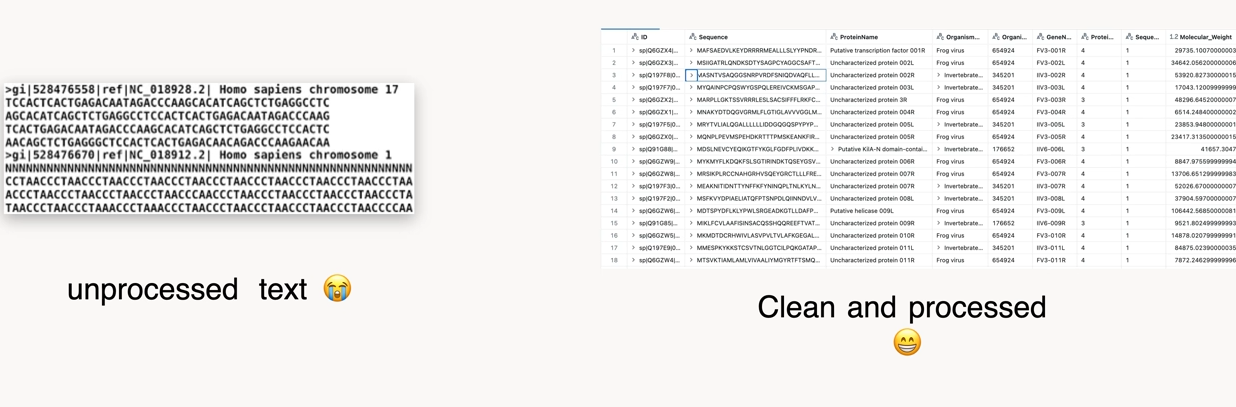 >gi|528476558|ref|NC_018928.2| Homo sapiens chromosome 17
TCCACTCACTGAGACAATAGACCCAAGCACATCAGCTCTGAGGCCTC
AGCACATCAGCTCTGAGGCCTCCACTCACTGAGACAATAGACCCAAG
TCACTGAGACAATAGACCCAAGCACATCAGCTCTGAGGCCTCCACTC
AACAGCTCTGAGGGCAACAGCACTGAGACAGACCCAAGAACAA
>gi|528476670|ref|NC_018912.2| Homo sapiens chromosome 1
unprocessed text 😭
ID Sequence ProteinName Organism... Organi... GeneN... Protei... Seque... 1.2 Molecular_Weight
1 sp|Q6GZX4|... MAFSAEDVLKEYDRRRRMEALLLSLYYPNDR... Putative transcription factor 001R Frog virus 654924 FV3-001R 4 1 29735.10070000003
2 sp|Q6GZX3|... MSIIGATRLQNDKSDTYSAGPCYAGGCSAFT... Uncharacterized protein 002L Frog virus 654924 FV3-002L 4 1 34642.056200000006
3 sp|Q197F8|0... MASNTVSAQGGSNRPVRDFSNIQDVAQFLL... Uncharacterized protein 002R Invertebrate... 345201 IIV3-002R 4 1 53920.82730000015
4 sp|Q197F7|0... MYQAINPCPQSWYGSPQLEREIVCKMSGAP... Uncharacterized protein 003L Invertebrate... 345201 IIV3-003L 4 1 17043.12099999996
5 sp|Q6GZX2|... MARPLLGKTSSVRRRLESLSACSIFFFLRKFC... Uncharacterized protein 3R Frog virus 654924 FV3-003R 3 1 48296.64520000007
6 sp|Q6GZX1|... MNAKYDTDQGVGRMLFLGTIGLAVVVGGLM... Uncharacterized protein 004R Frog virus 654924 FV3-004R 4 1 6514.248400000002
7 sp|Q197F5|0... Uncharacterized protein 005L Invertebrate... 345201 IIV3-005L 3 1 23853.94800000001
8 sp|Q6GZX0|... MQNPLPEVMSPEHDKRTTTPMSKEANKFIR... Uncharacterized protein 005R Frog virus 654924 FV3-005R 4 1 23417.313500000015
9 sp|Q91G88|... MDSLNEVCYEQIKGTFYKGLFGDFPLIVDKK... Putative KilA-N domain-contai... Invertebrate... 176652 IIV6-006L 3 1 41657.3047
10 sp|Q6GZW9|... MYKMYFLKDQKFSLSGTIRINDKTQSEYGSV... Uncharacterized protein 006R Frog virus 654924 FV3-006R 4 1 8847.975599999994
11 sp|Q6GZW8|... MRSIKPLRCCNAHGRHVSQEYGRCTLLLFRE... Uncharacterized protein 007R Frog virus 654924 FV3-007R 4 1 13706.651200000007
12 sp|Q197F3|0... MEAKNITIDNTTYNFFKFYNINQPLTNLKYLN... Uncharacterized protein 007R Invertebrate... 345201 IIV3-007R 4 1 52026.67000000007
13 sp|Q197F2|0... MSFKVYDPIAELIATQFPTSNPDLQIINNDVLV... Uncharacterized protein 008L Invertebrate... 345201 IIV3-008L 4 1 37904.59700000007
14 sp|Q6GZW6|... MDTSPYDFLKLYPWLSRGEADKGTLLDAFP... Putative helicase 009L Frog virus 654924 FV3-009L 4 1 106442.56850000081
15 sp|Q91G85|... MIKLFCVLAAFISINSACQSSHQQREEFTVAT... Uncharacterized protein 009R Invertebrate... 176652 IIV6-009R 3 1 9521.802499999993
16 sp|Q6GZW5|... MKMDTDCRHWIVLASVPVLTVLAFKGEGAL... Uncharacterized protein 010R Frog virus 654924 FV3-010R 4 1 14878.020799999991
17 sp|Q197E9|0... MMESPKYKKSTCSVTNLGGTCILPQKGATAP... Uncharacterized protein 011L Invertebrate... 345201 IIV3-011L 4 1 84875.02390000035
18 sp|Q6GZW4|... MTSVKTIAMLAMLVIVAALIYMGYRTFTSMQ... Uncharacterized protein 011R Frog virus 654924 FV3-011R 4 1 7872.246299999996
Clean and processed
😁